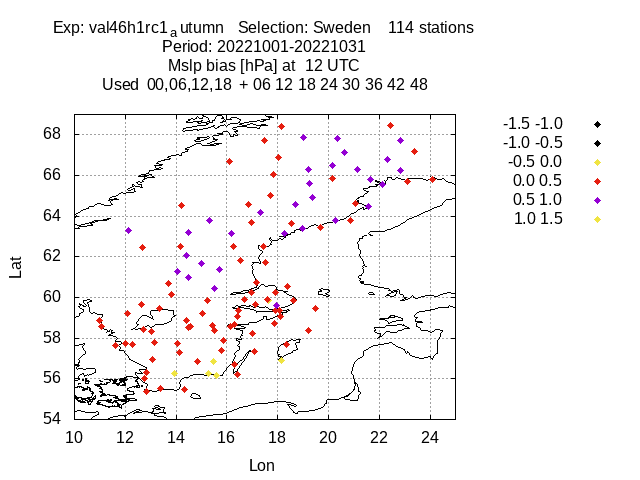 Exp: val46h1rc1autumn   Selection: Sweden    114 stations
Period: 20221001-20221031
Mslp bias [hPa] at  12 UTC
Used  00,06,12,18  + 06 12 18 24 30 36 42 48
-1.5 -1.0
-1.0 -0.5
-0.5 0.0
0.0 0.5
0.5 1.0
1.0 1.5
68
66
64
62
60
58
56
54
Lat
10 12 14 16 18 20 22 24
Lon